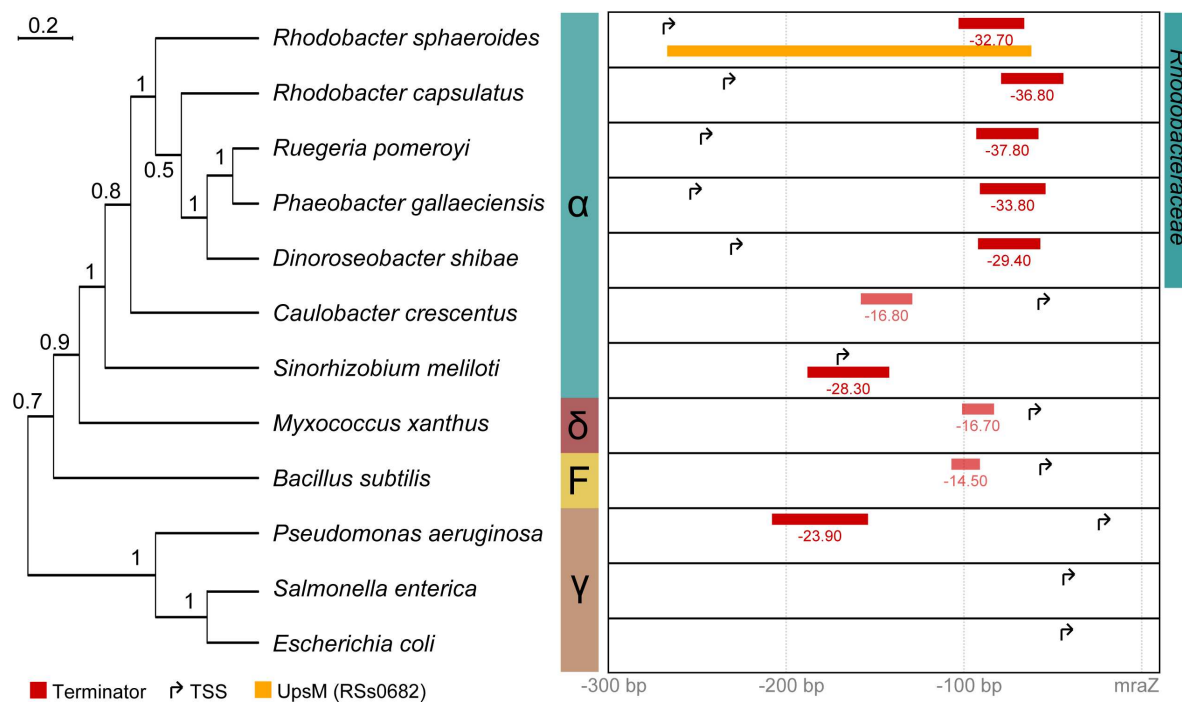 0.2
Rhodobacter sphaeroides
Rhodobacter capsulatus
Ruegeria pomeroyi
Phaeobacter gallaeciensis
Dinoroseobacter shibae
Caulobacter crescentus
Sinorhizobium meliloti
Myxococcus xanthus
Bacillus subtilis
Pseudomonas aeruginosa
Salmonella enterica
Escherichia coli
1
0.5
1
1
0.8
1
0.9
0.7
1
1
α
δ
F
γ
-32.70
-36.80
-37.80
-33.80
-29.40
-16.80
-28.30
-16.70
-14.50
-23.90
Rhodobacteraceae
-300 bp
-200 bp
-100 bp
mraZ
Terminator
TSS
UpsM (RSs0682)